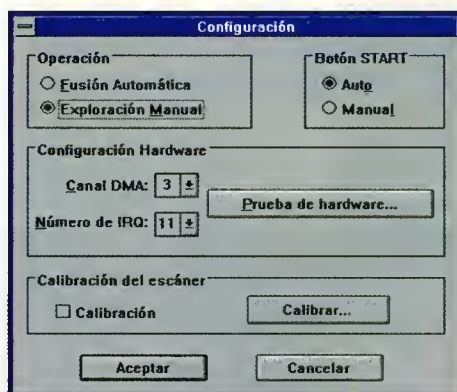 Configuración
Operación
Fusión Automática
Exploración Manual
Botón START
Auto
Manual
Configuración Hardware
Canal DMA: 3
Número de IRQ: 11
Prueba de hardware...
Calibración del escáner
Calibración
Calibrar...
Aceptar
Cancelar